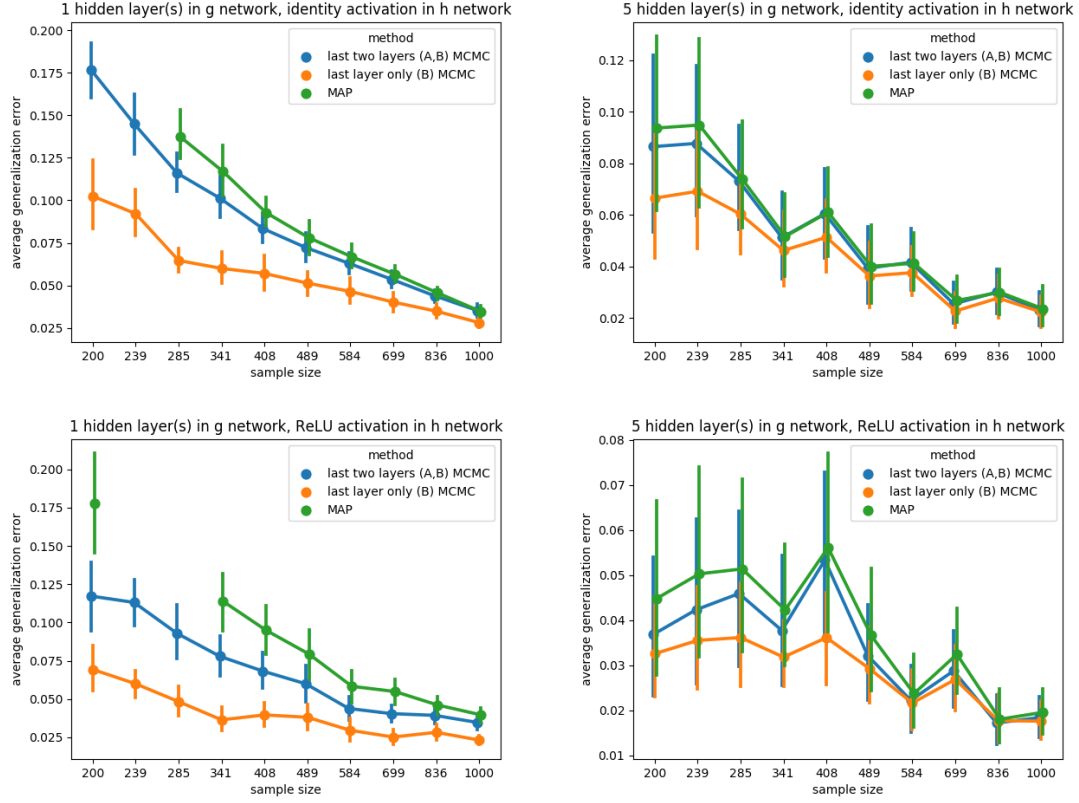 1 hidden layer(s) in g network, identity activation in h network
0.200
0.175
0.150
0.125
0.100
0.075
0.050
0.025
average generalization error
method
last two layers (A,B) MCMC
last layer only (B) MCMC
MAP
200 239 285 341 408 489 584 699 836 1000
sample size
5 hidden layer(s) in g network, identity activation in h network
0.12
0.10
0.08
0.06
0.04
0.02
average generalization error
method
last two layers (A,B) MCMC
last layer only (B) MCMC
MAP
200 239 285 341 408 489 584 699 836 1000
sample size
1 hidden layer(s) in g network, ReLU activation in h network
0.200
0.175
0.150
0.125
0.100
0.075
0.050
0.025
average generalization error
method
last two layers (A,B) MCMC
last layer only (B) MCMC
MAP
200 239 285 341 408 489 584 699 836 1000
sample size
5 hidden layer(s) in g network, ReLU activation in h network
0.08
0.07
0.06
0.05
0.04
0.03
0.02
0.01
average generalization error
method
last two layers (A,B) MCMC
last layer only (B) MCMC
MAP
200 239 285 341 408 489 584 699 836 1000
sample size